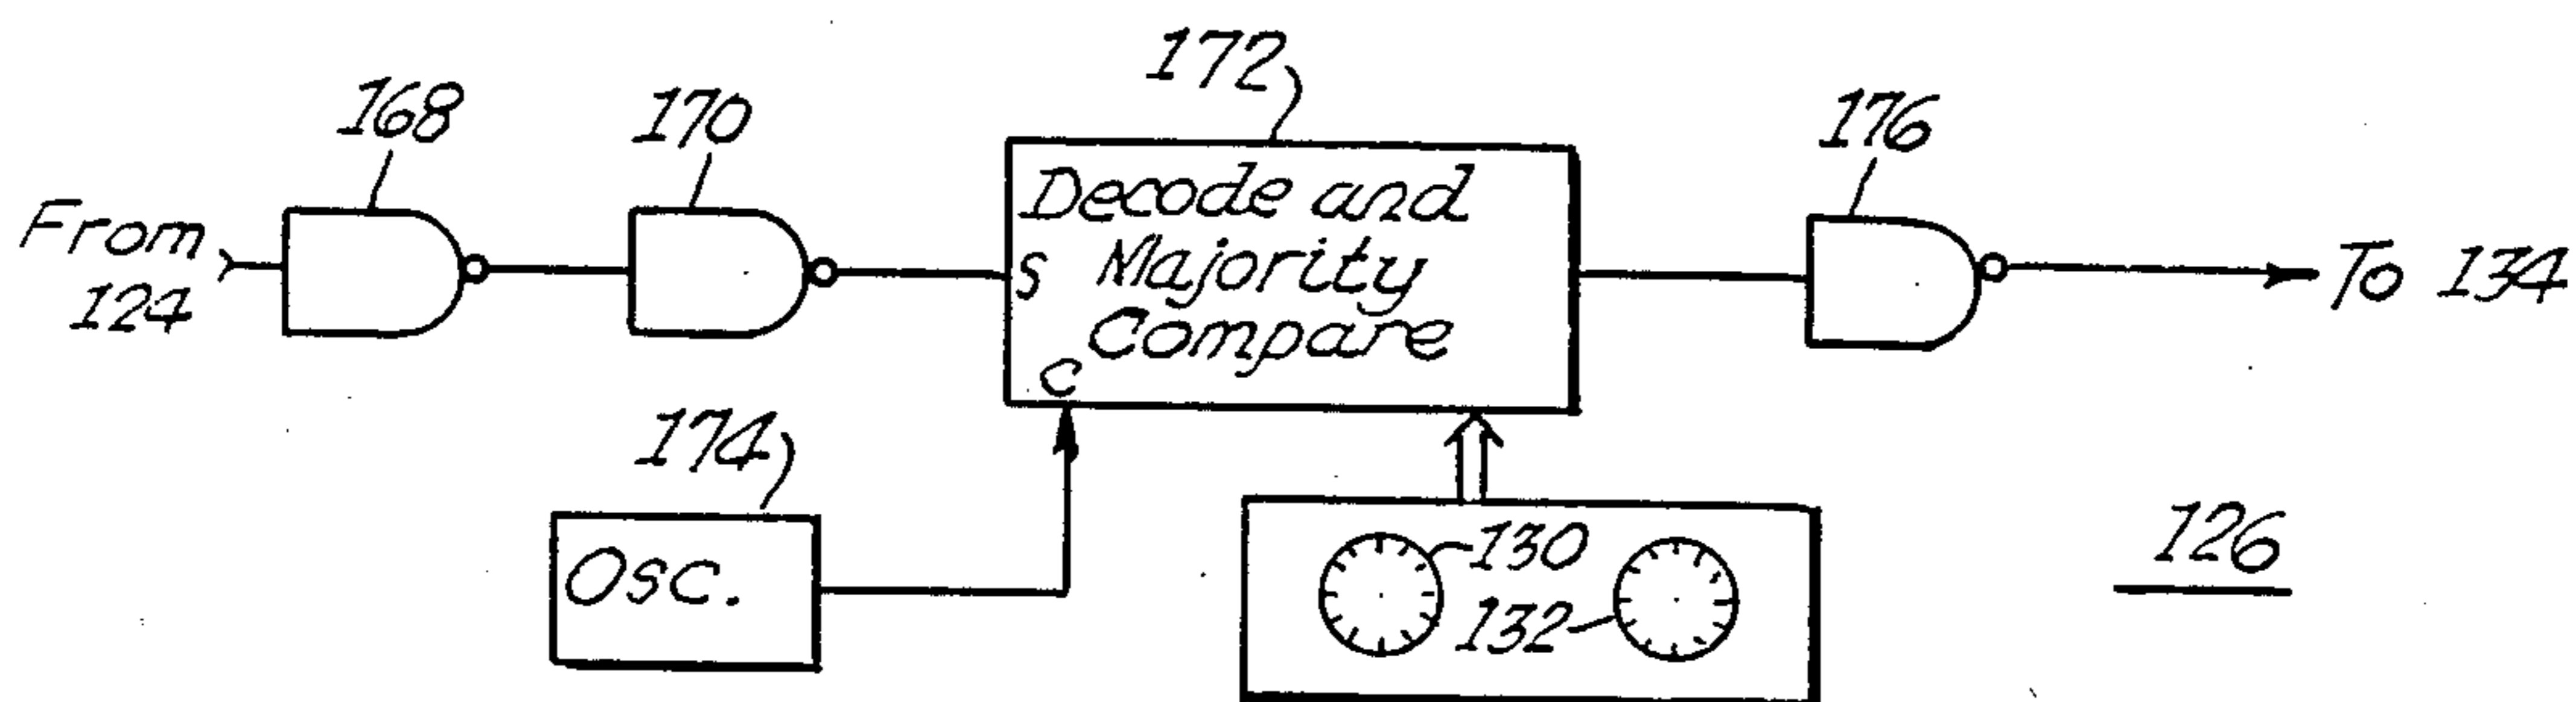 172
168
170
176
From
124
S
Decode and
Majority
Compare
C
To 134
174
Osc.
130
132
126